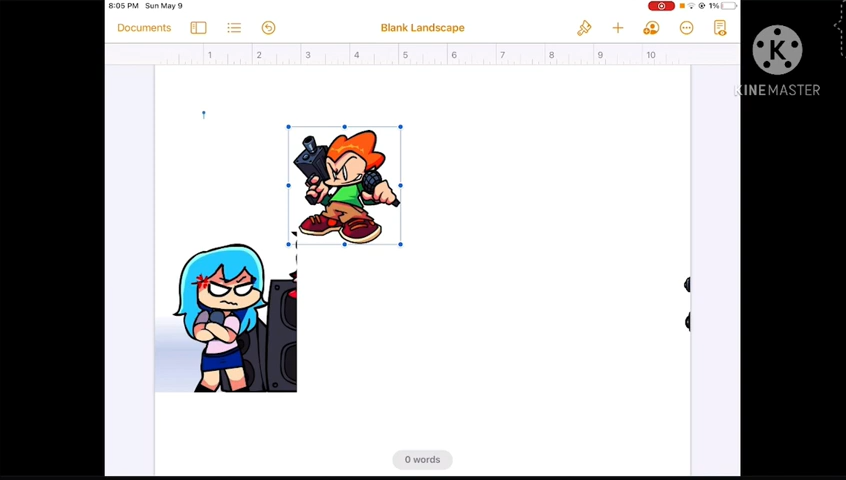 8:05 PM Sun May 9
1%
Documents
Blank Landscape
1 2 3 4 5 6 7 8 9 10
K
KINEMASTER
0 words